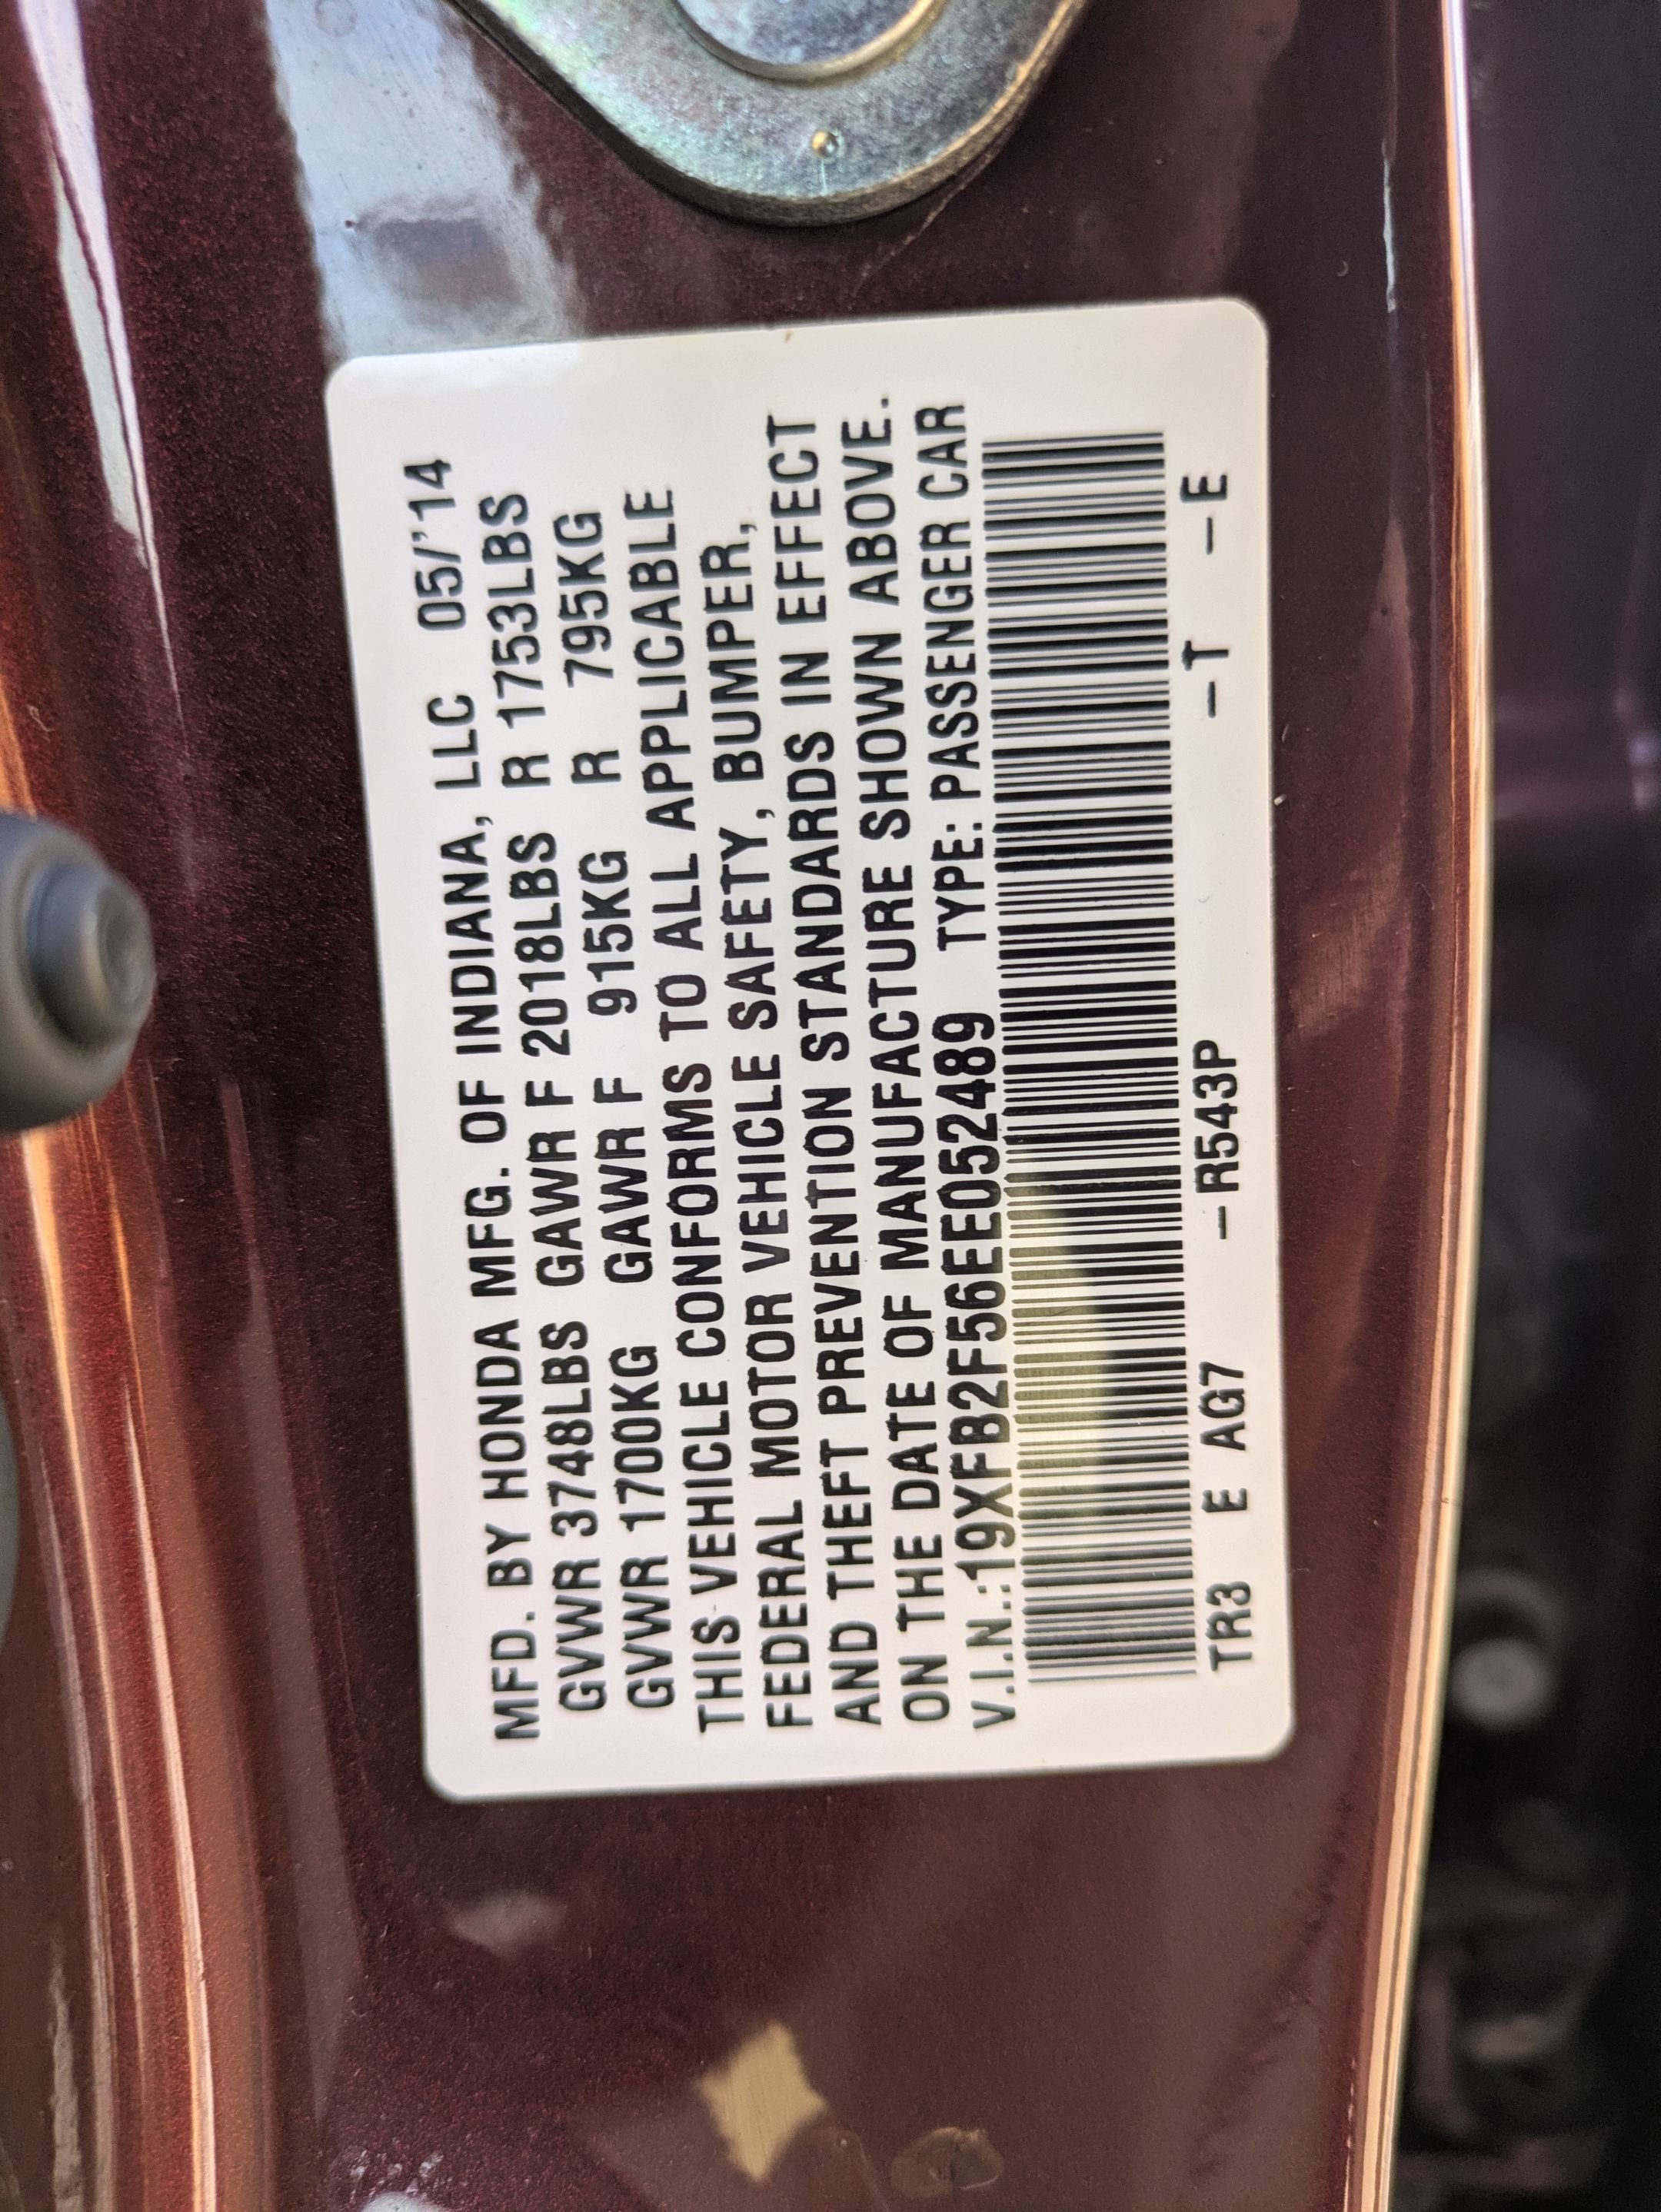 MFD. BY HONDA MFG. OF INDIANA, LLC 05/'14
GVWR 3748LBS GAWR F 2018LBS R 1753LBS
GVWR 1700KG GAWR F 915KG R 795KG
THIS VEHICLE CONFORMS TO ALL APPLICABLE
FEDERAL MOTOR VEHICLE SAFETY, BUMPER,
AND THEFT PREVENTION STANDARDS IN EFFECT
ON THE DATE OF MANUFACTURE SHOWN ABOVE.
V.I.N.:19XFB2F56EE052489 TYPE: PASSENGER CAR
TR3 E AG7 -R543P -T -E